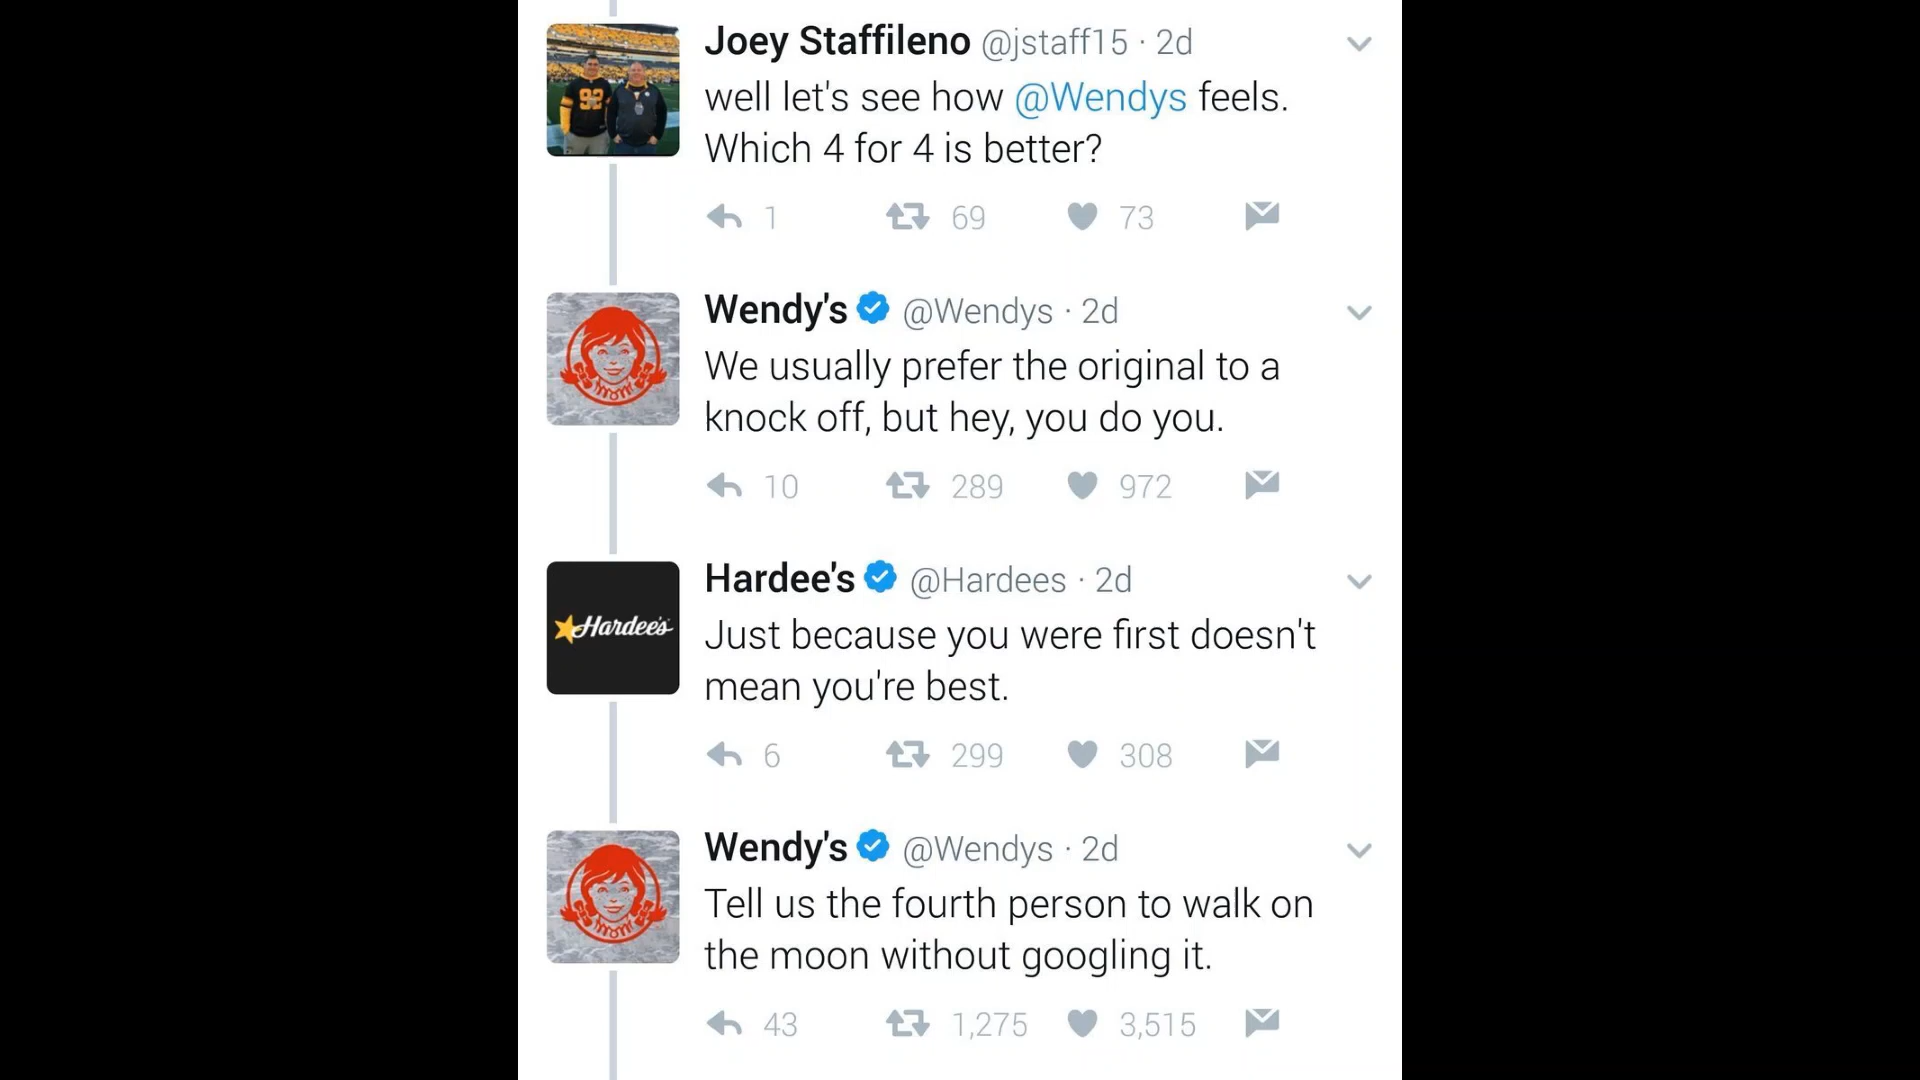 Joey Staffileno @jstaff15 · 2d
well let's see how @Wendys feels.
Which 4 for 4 is better?
1 69 73
Wendy's @Wendys · 2d
We usually prefer the original to a
knock off, but hey, you do you.
10 289 972
Hardee's @Hardees · 2d
Hardee's
Just because you were first doesn't
mean you're best.
6 299 308
Wendy's @Wendys · 2d
Tell us the fourth person to walk on
the moon without googling it.
43 1,275 3,515
92